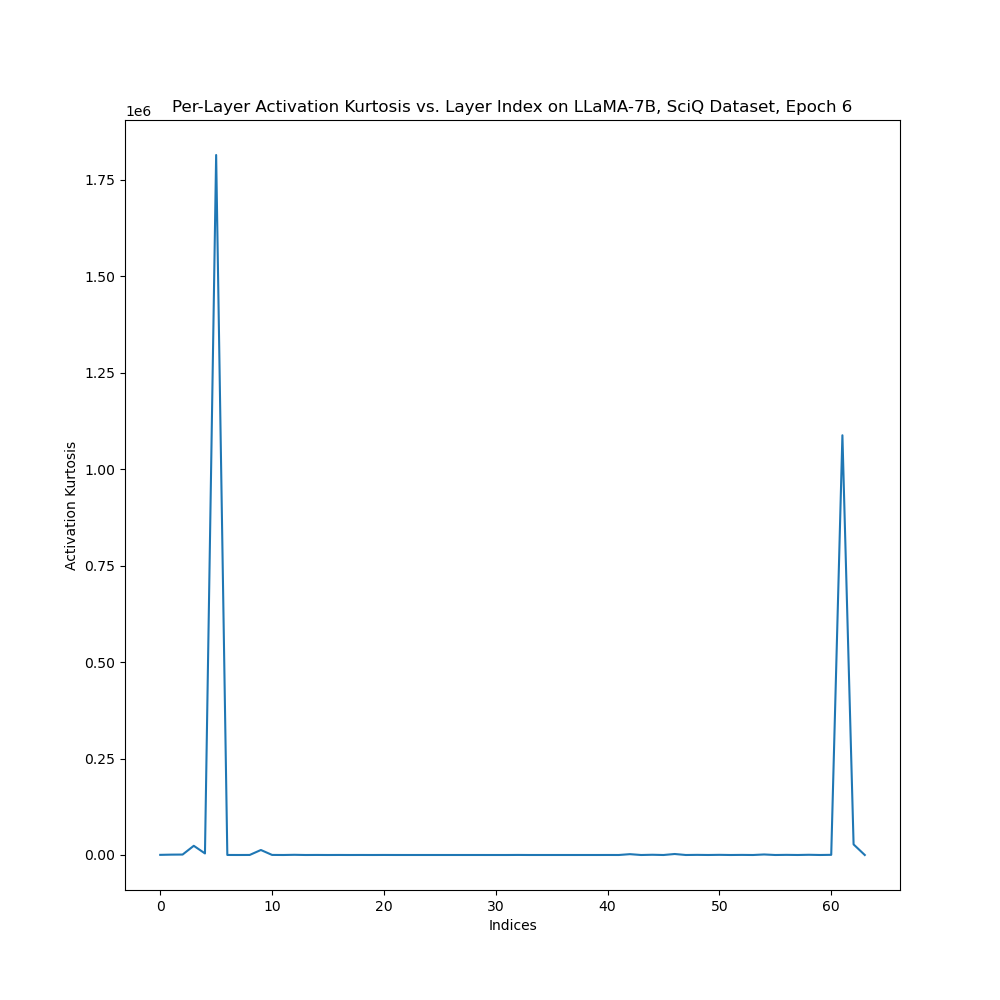 Per-Layer Activation Kurtosis vs. Layer Index on LLaMA-7B, SciQ Dataset, Epoch 6
1e6
1.75
1.50
1.25
1.00
0.75
0.50
0.25
0.00
Activation Kurtosis
0 10 20 30 40 50 60
Indices